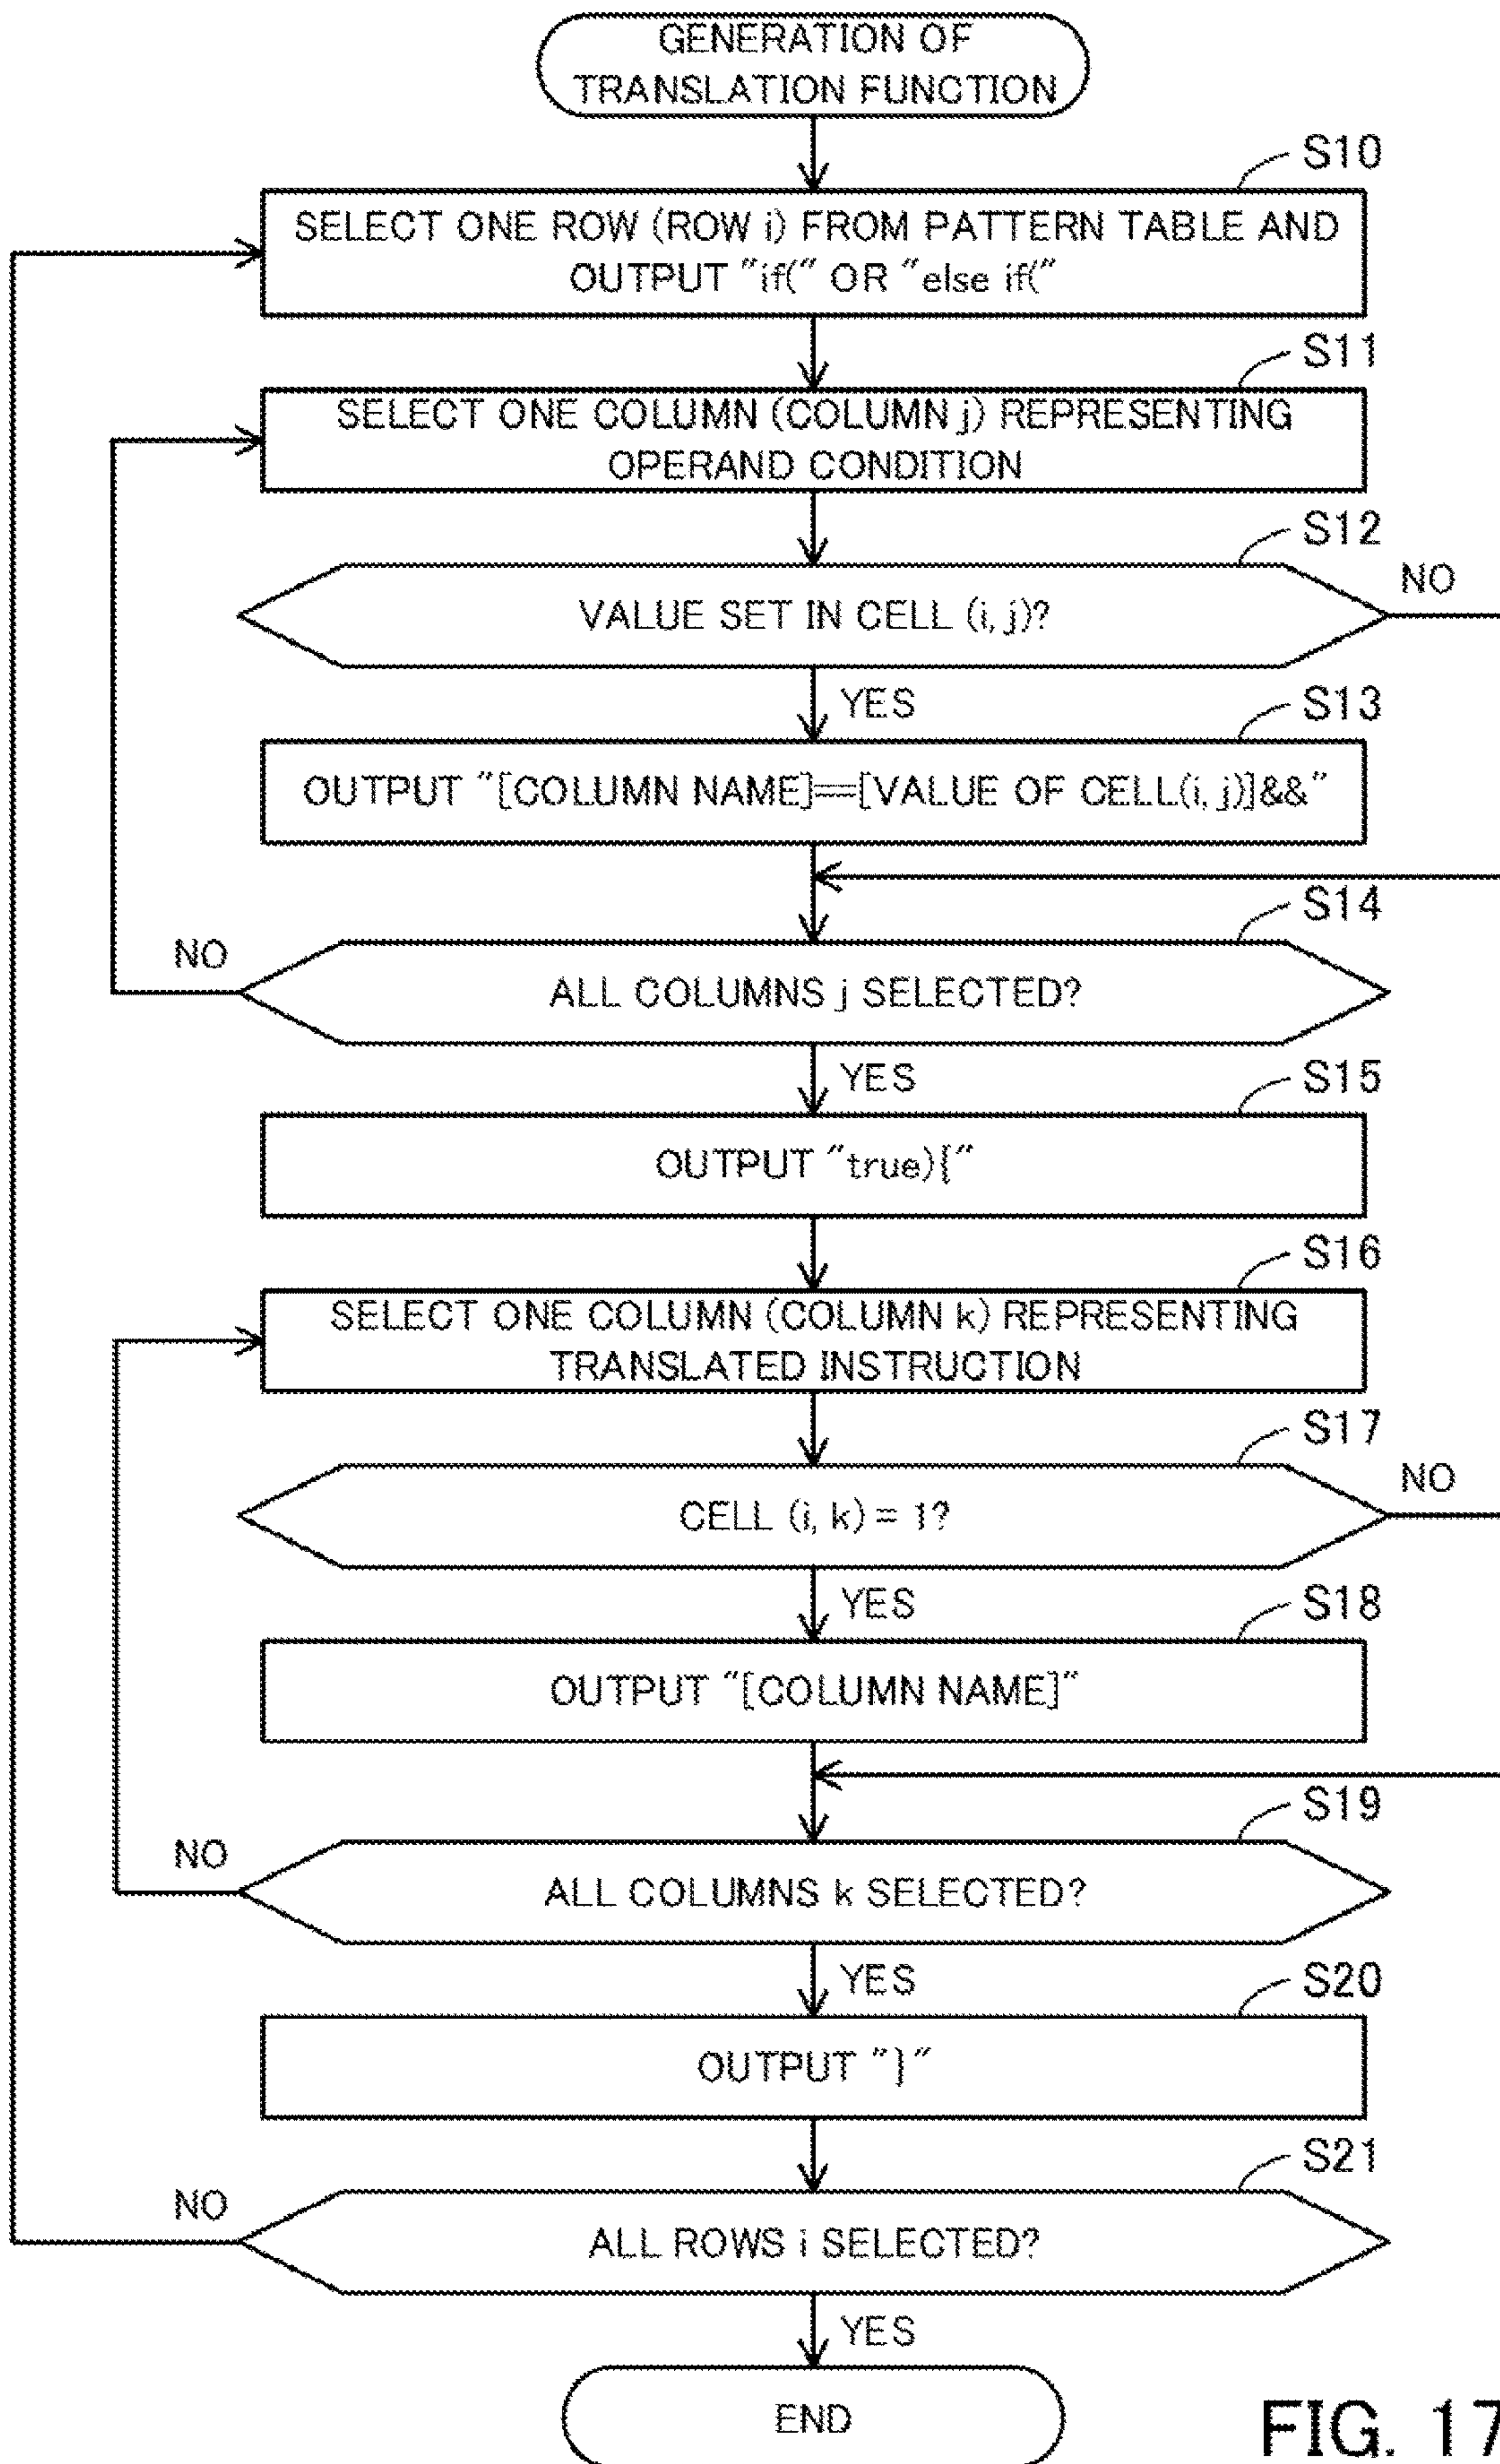 GENERATION OF
TRANSLATION FUNCTION
S10
SELECT ONE ROW (ROW i) FROM PATTERN TABLE AND
OUTPUT "if(" OR "else if("
S11
SELECT ONE COLUMN (COLUMN j) REPRESENTING
OPERAND CONDITION
S12
VALUE SET IN CELL (i, j)?
NO
YES
S13
OUTPUT "[COLUMN NAME]==[VALUE OF CELL(i, j)]&&"
S14
NO
ALL COLUMNS j SELECTED?
YES
S15
OUTPUT "true){"
S16
SELECT ONE COLUMN (COLUMN k) REPRESENTING
TRANSLATED INSTRUCTION
S17
CELL (i, k) = 1?
NO
YES
S18
OUTPUT "[COLUMN NAME]"
S19
NO
ALL COLUMNS k SELECTED?
YES
S20
OUTPUT "}"
S21
NO
ALL ROWS i SELECTED?
YES
END
FIG. 17